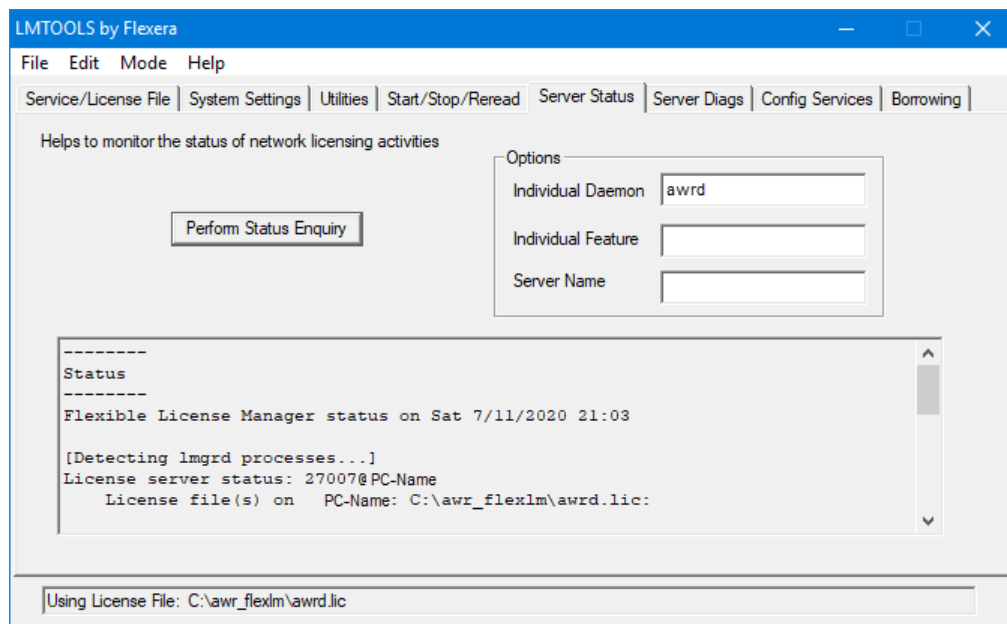 LMTOOLS by Flexera
File Edit Mode Help
Service/License File System Settings Utilities Start/Stop/Reread Server Status Server Diags Config Services Borrowing
Helps to monitor the status of network licensing activities
Options
Individual Daemon awrd
Perform Status Enquiry
Individual Feature
Server Name
--------
Status
--------
Flexible License Manager status on Sat 7/11/2020 21:03
[Detecting lmgrd processes...]
License server status: 27007@PC-Name
License file(s) on PC-Name: C:\awr_flexlm\awrd.lic:
Using License File: C:\awr_flexlm\awrd.lic